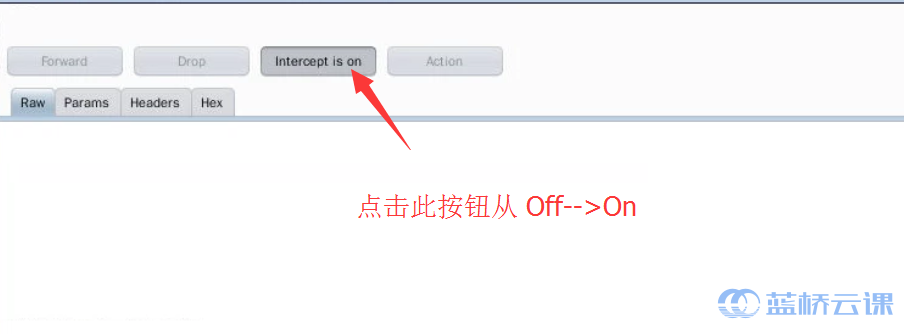 Forward Drop Intercept is on Action
Raw Params Headers Hex
点击此按钮从 Off-->On
蓝桥云课